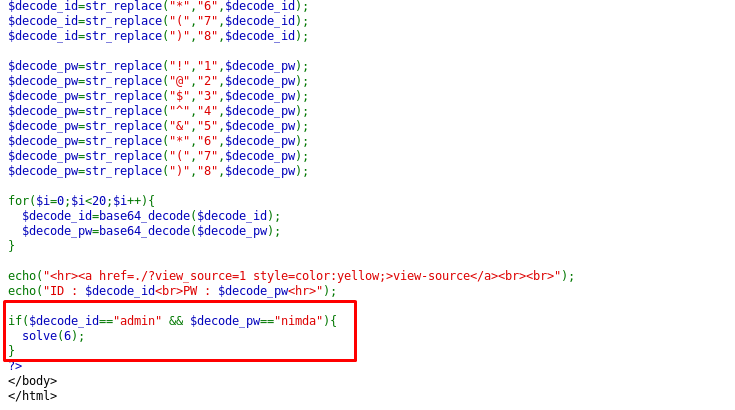 $decode_id=str_replace("*","6",$decode_id);
$decode_id=str_replace("(","7",$decode_id);
$decode_id=str_replace(")","8",$decode_id);

$decode_pw=str_replace("!","1",$decode_pw);
$decode_pw=str_replace("@","2",$decode_pw);
$decode_pw=str_replace("$","3",$decode_pw);
$decode_pw=str_replace("^","4",$decode_pw);
$decode_pw=str_replace("&","5",$decode_pw);
$decode_pw=str_replace("*","6",$decode_pw);
$decode_pw=str_replace("(","7",$decode_pw);
$decode_pw=str_replace(")","8",$decode_pw);

for($i=0;$i<20;$i++){
  $decode_id=base64_decode($decode_id);
  $decode_pw=base64_decode($decode_pw);
}

echo("<hr><a href=./?view_source=1 style=color:yellow;>view-source</a><br><br>");
echo("ID : $decode_id<br>PW : $decode_pw<hr>");

if($decode_id=="admin" && $decode_pw=="nimda"){
  solve(6);
}
?>
</body>
</html>